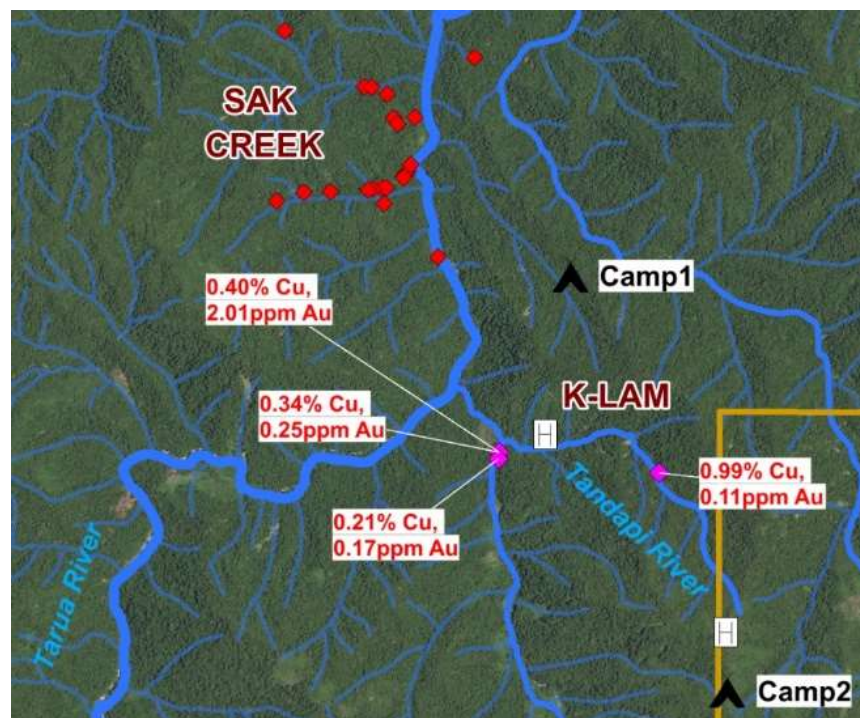 SAK
CREEK
0.40% Cu,
2.01ppm Au
Camp1
0.34% Cu,
0.25ppm Au
K-LAM
H
0.99% Cu,
0.11ppm Au
0.21% Cu,
0.17ppm Au
Tandapi River
Tarua River
H
Camp2